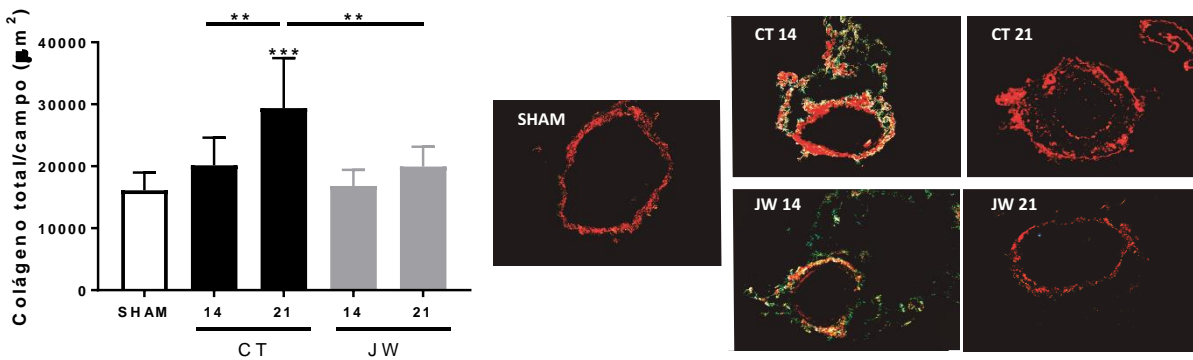 Colágeno total/campo (µm²)
40000
30000
20000
10000
0
** **
***
SHAM 14 21 14 21
CT JW
SHAM
CT 14
CT 21
JW 14
JW 21